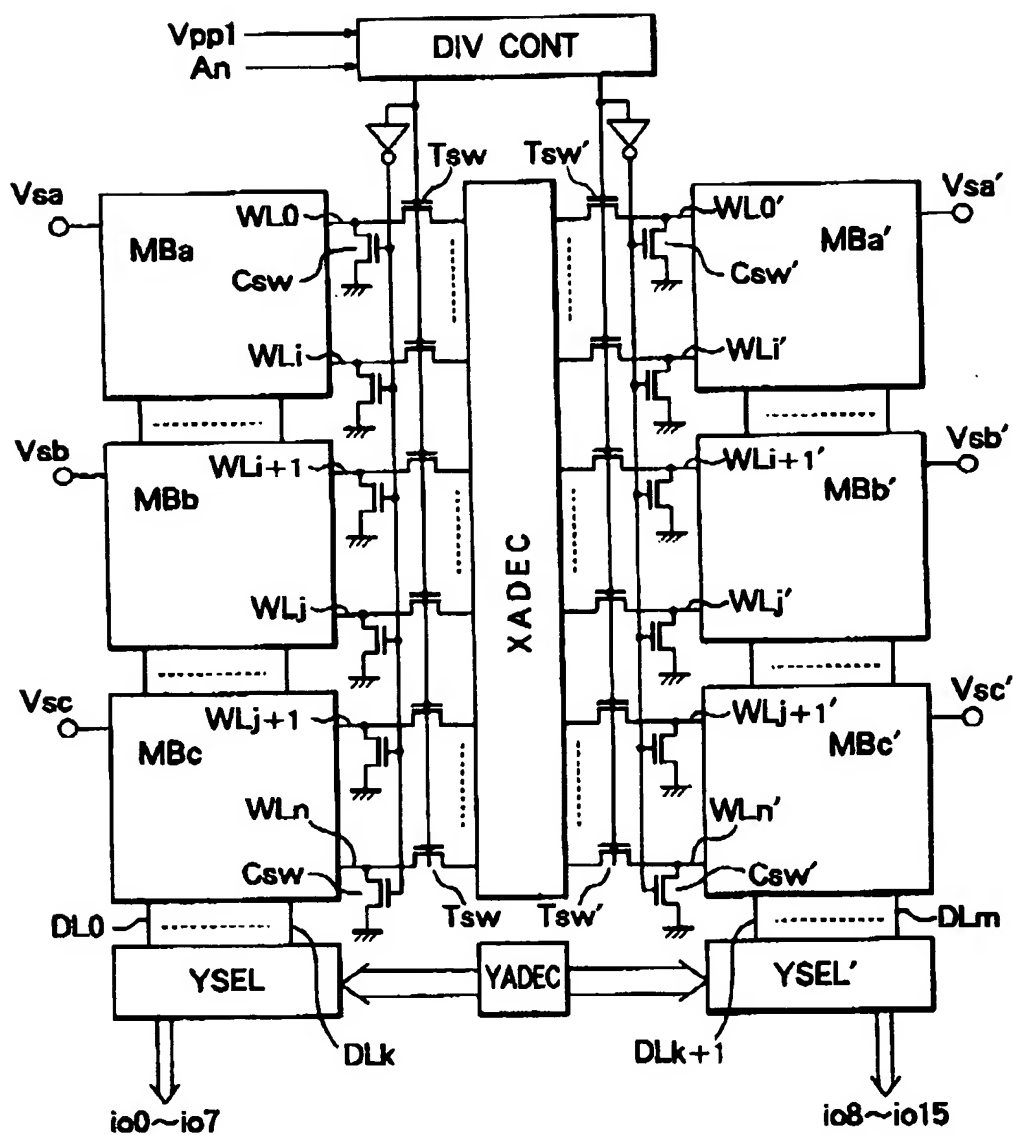 Vpp1
An
DIV CONT
Tsw
Tsw'
Vsa
MBa
WL0
Csw
WLi
WL0'
Csw'
WLi'
MBa'
Vsa'
Vsb
MBb
WLi+1
WLj
XADEC
WLi+1'
WLj'
MBb'
Vsb'
Vsc
MBc
WLj+1
WLn
Csw
Tsw
Tsw'
WLj+1'
WLn'
Csw'
MBc'
Vsc'
DL0
DLk
YSEL
YADEC
YSEL'
DLk+1
DLm
io0~io7
io8~io15